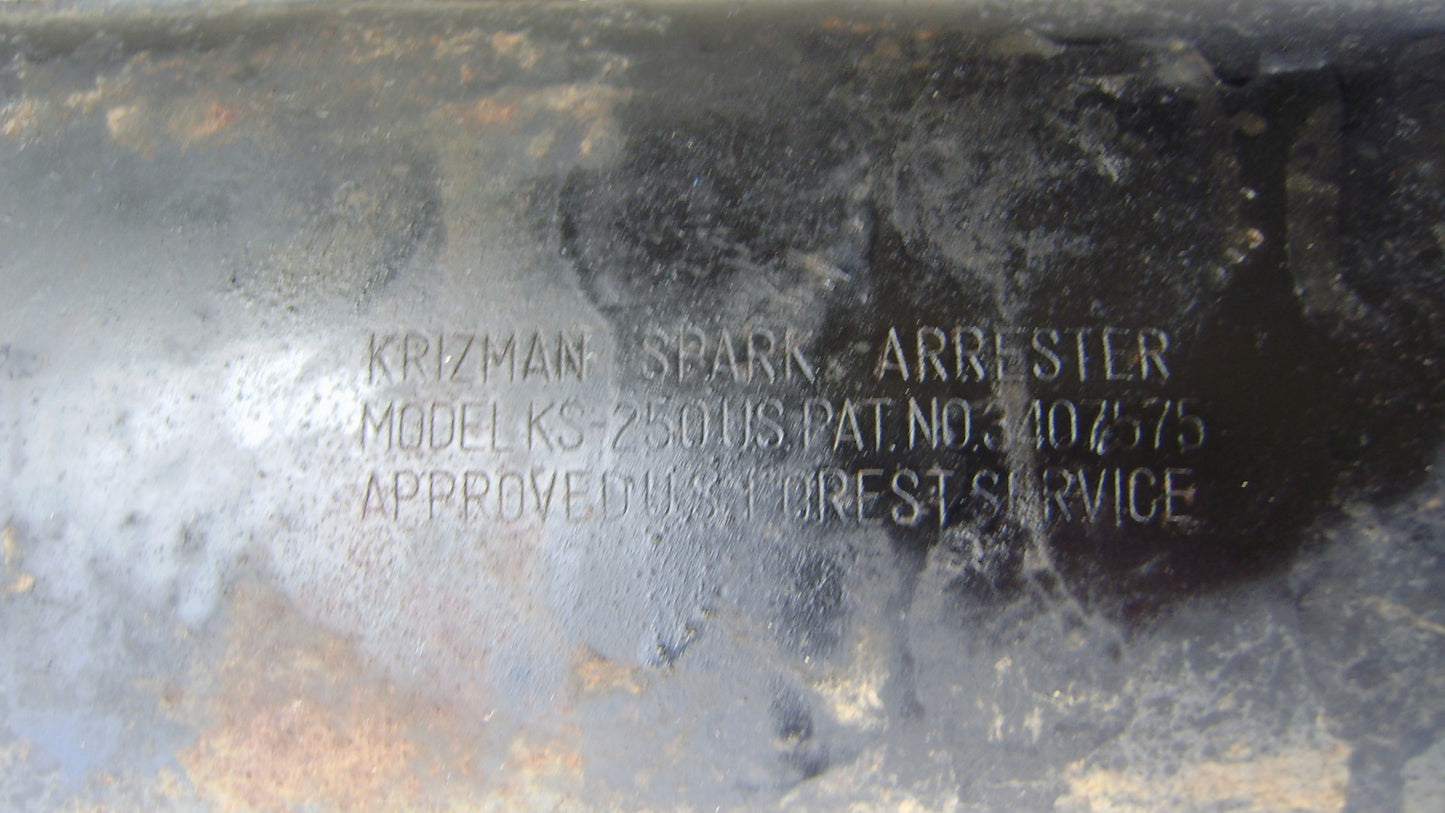 KRIZMAN SPARK ARRESTER
MODEL KS-250 U.S. PAT. NO. 3407575
APPROVED U.S. FOREST SERVICE